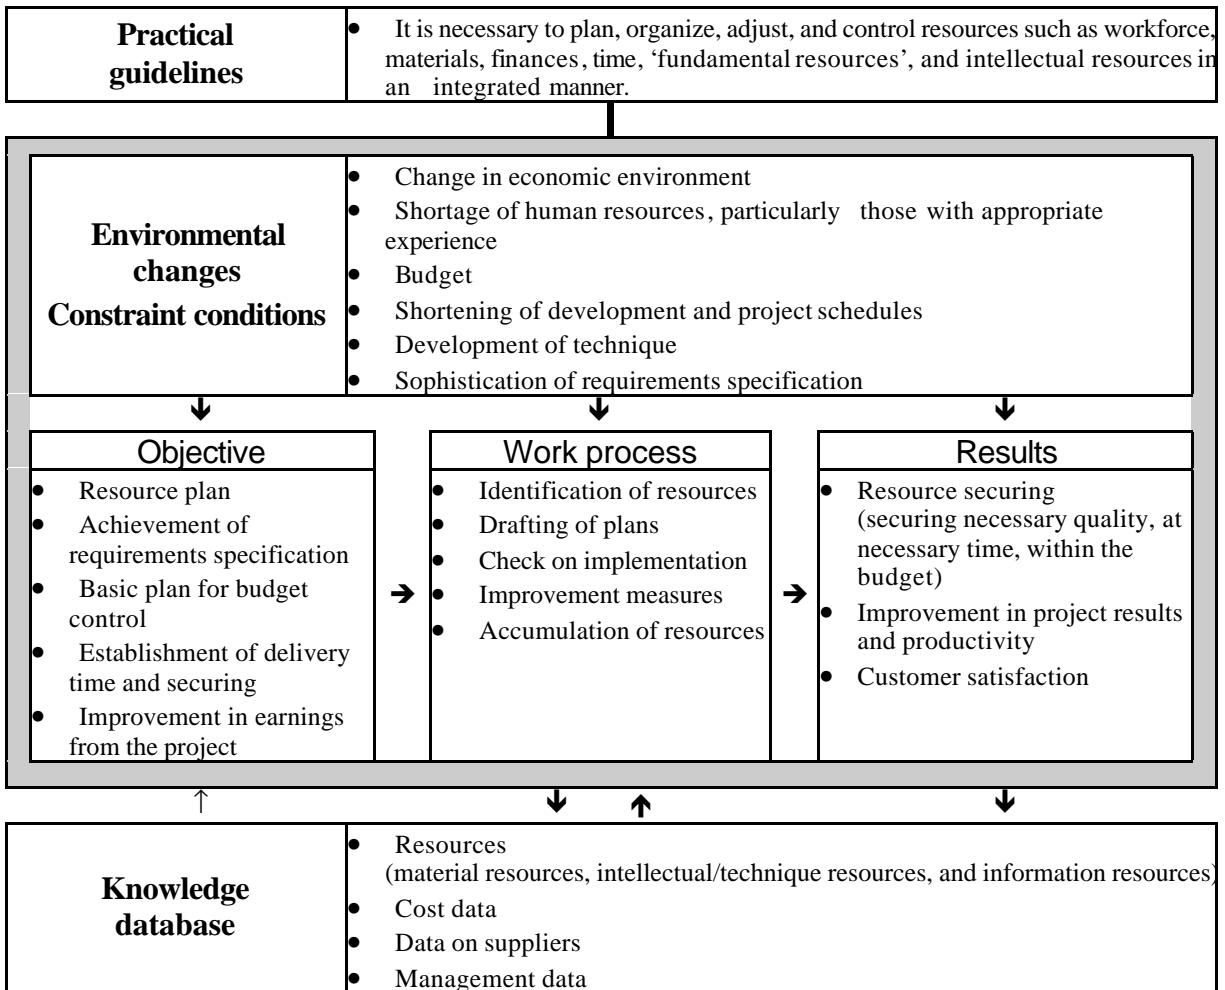 Practical
guidelines
● It is necessary to plan, organize, adjust, and control resources such as workforce,
materials, finances, time, ‘fundamental resources’, and intellectual resources in
an integrated manner.
Environmental
changes
Constraint conditions
● Change in economic environment
● Shortage of human resources, particularly those with appropriate
experience
● Budget
● Shortening of development and project schedules
● Development of technique
● Sophistication of requirements specification
Objective
● Resource plan
● Achievement of
requirements specification
● Basic plan for budget
control
● Establishment of delivery
time and securing
● Improvement in earnings
from the project
Work process
● Identification of resources
● Drafting of plans
● Check on implementation
● Improvement measures
● Accumulation of resources
Results
● Resource securing
(securing necessary quality, at
necessary time, within the
budget)
● Improvement in project results
and productivity
● Customer satisfaction
Knowledge
database
● Resources
(material resources, intellectual/technique resources, and information resources)
● Cost data
● Data on suppliers
● Management data